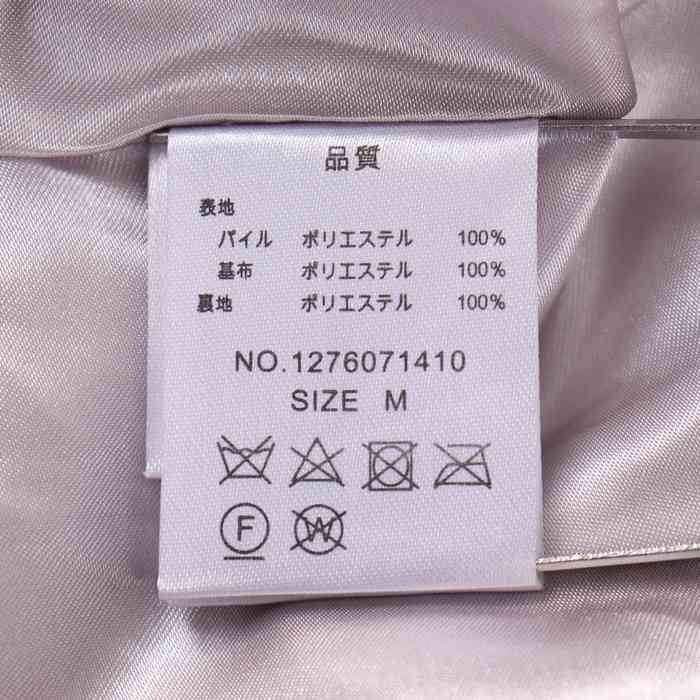 品質
表地
パイル ポリエステル 100%
基布 ポリエステル 100%
裏地 ポリエステル 100%
NO.1276071410
SIZE M
F W